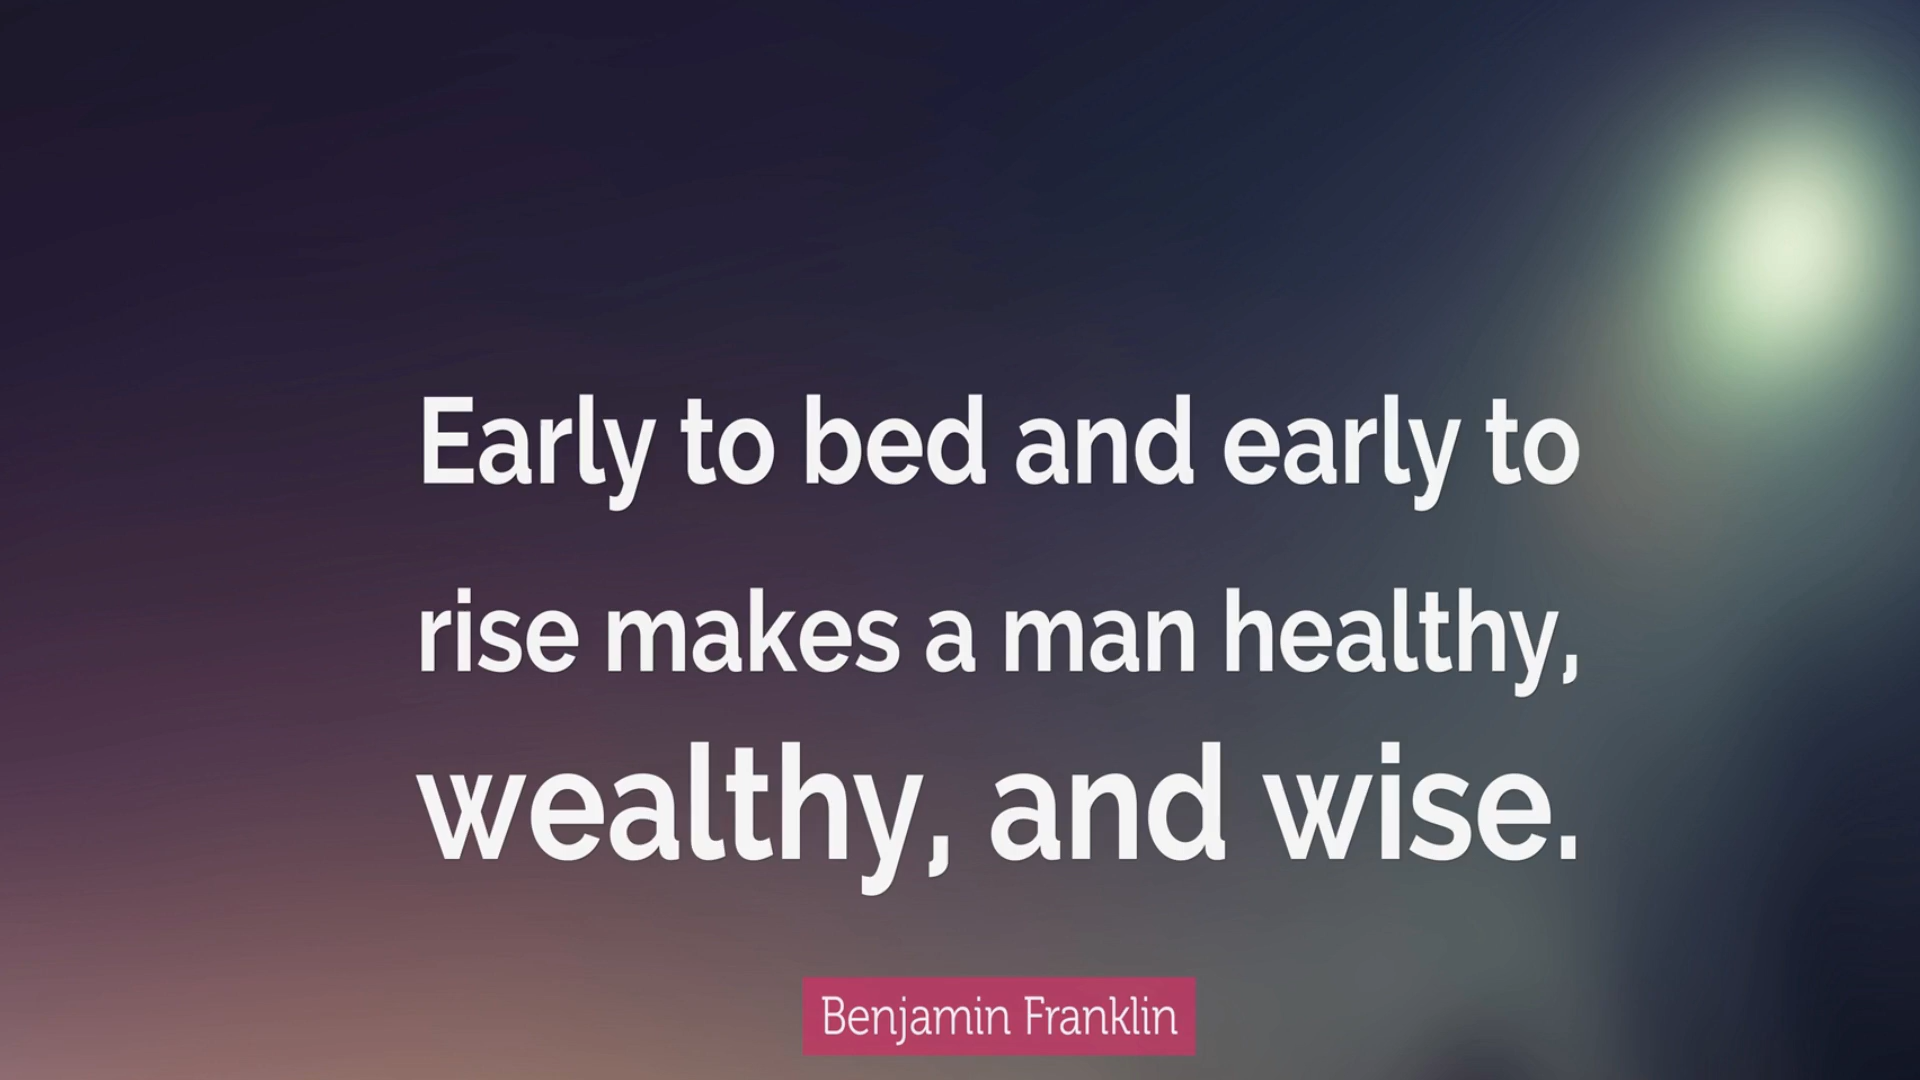 Early to bed and early to
rise makes a man healthy,
wealthy, and wise.
Benjamin Franklin